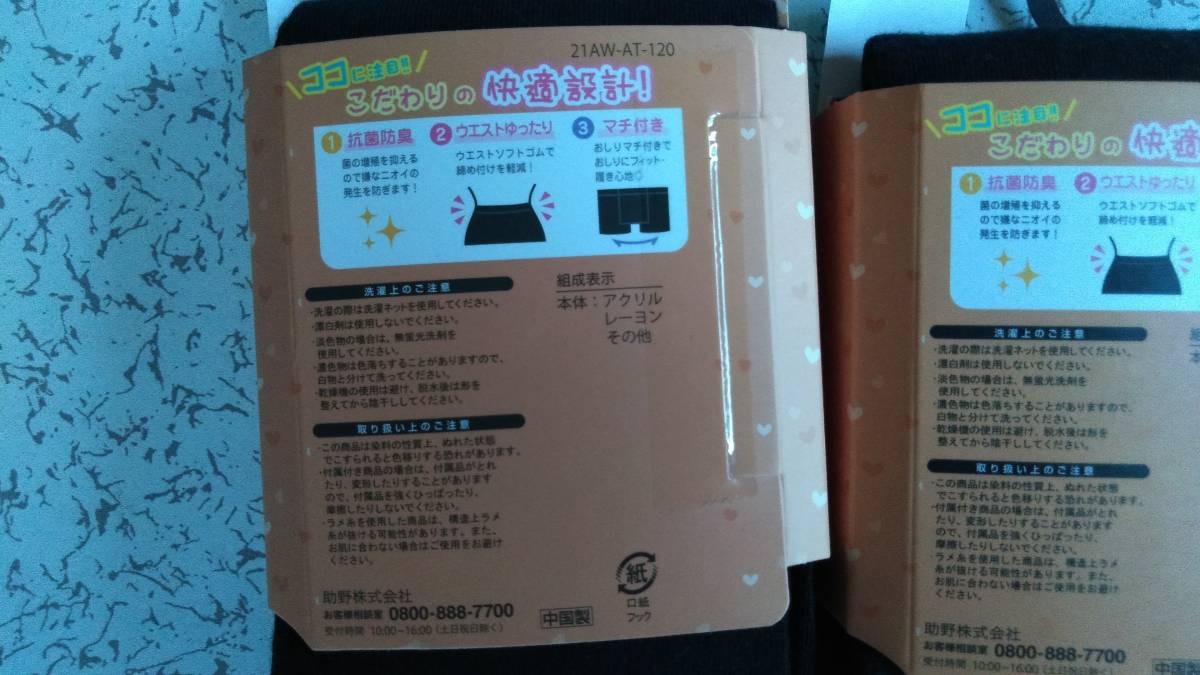 21AW-AT-120
ココに注目!!
こだわりの 快適設計!
1 抗菌防臭
菌の増殖を抑える
ので嫌なニオイの
発生を防ぎます!
2 ウエストゆったり
ウエストソフトゴムで
締め付けを軽減!
3 マチ付き
おしりマチ付きで
おしりにフィット・
履き心地◎
洗濯上のご注意
・洗濯の際は洗濯ネットを使用してください。
・漂白剤は使用しないでください。
・淡色物の場合は、無蛍光洗剤を
使用してください。
・濃色物は色落ちすることがありますので、
白物と分けて洗ってください。
・乾燥機の使用は避け、脱水後は形を
整えてから陰干ししてください。
取り扱い上のご注意
・この商品は染料の性質上、ぬれた状態
でこすられると色移りする恐れがあります。
・付属付き商品の場合は、付属品がとれ
たり、変形したりすることがあります
ので、付属品を強くひっぱったり、
摩擦したりしないでください。
・ラメ糸を使用した商品は、構造上ラメ
糸が抜ける可能性があります。また、
お肌に合わない場合はご使用をお避け
ください。
組成表示
本体:アクリル
レーヨン
その他
助野株式会社
お客様相談室 0800-888-7700
受付時間 10:00~16:00(土日祝日除く)
中国製
紙
口紙
フック
ココに注目!!
こだわりの 快適
1 抗菌防臭
菌の増殖を抑える
ので嫌なニオイの
発生を防ぎます!
2 ウエストゆったり
ウエストソフトゴムで
締め付けを軽減!
洗濯上のご注意
・洗濯の際は洗濯ネットを使用してください。
・漂白剤は使用しないでください。
・淡色物の場合は、無蛍光洗剤を
使用してください。
・濃色物は色落ちすることがありますので、
白物と分けて洗ってください。
・乾燥機の使用は避け、脱水後は形を
整えてから陰干ししてください。
取り扱い上のご注意
・この商品は染料の性質上、ぬれた状態
でこすられると色移りする恐れがあります。
・付属付き商品の場合は、付属品がとれ
たり、変形したりすることがあります
ので、付属品を強くひっぱったり、
摩擦したりしないでください。
・ラメ糸を使用した商品は、構造上ラメ
糸が抜ける可能性があります。また、
お肌に合わない場合はご使用をお避け
ください。
助野株式会社
お客様相談室 0800-888-7700
受付時間 10:00~16:00(土日祝日除く)
中国製